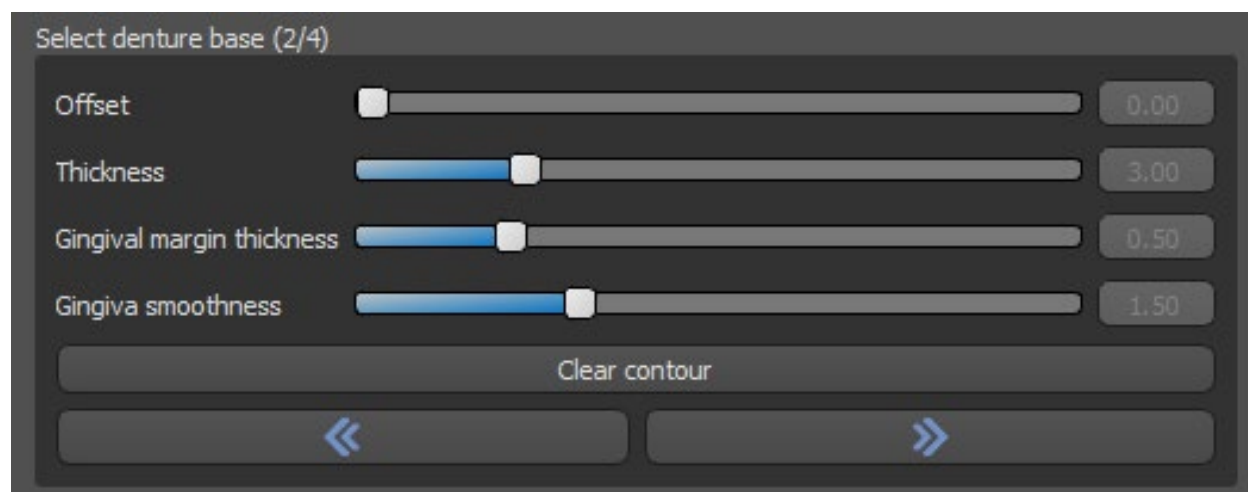 Select denture base (2/4)
Offset 0.00
Thickness 3.00
Gingival margin thickness 0.50
Gingiva smoothness 1.50
Clear contour